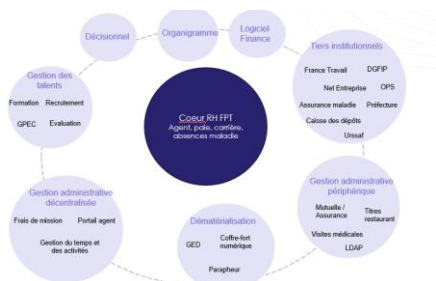 Décisionnel
Organigramme
Logiciel
Finance
Gestion des
talents
Formation Recrutement
GPEC Evaluation
Tiers institutionnels
France Travail DGFIP
Net Entreprise OPS
Assurance maladie Préfecture
Caisse des dépôts
Urssaf
Coeur RH FPT
Agent, paie, carrière,
absences maladie
Gestion administrative
décentralisée
Frais de mission Portail agent
Gestion du temps et
des activités
Dématérialisation
GED Coffre-fort
numérique
Parapheur
Gestion administrative
périphérique
Mutuelle /
Assurance
Titres
restaurant
Visites médicales
LDAP